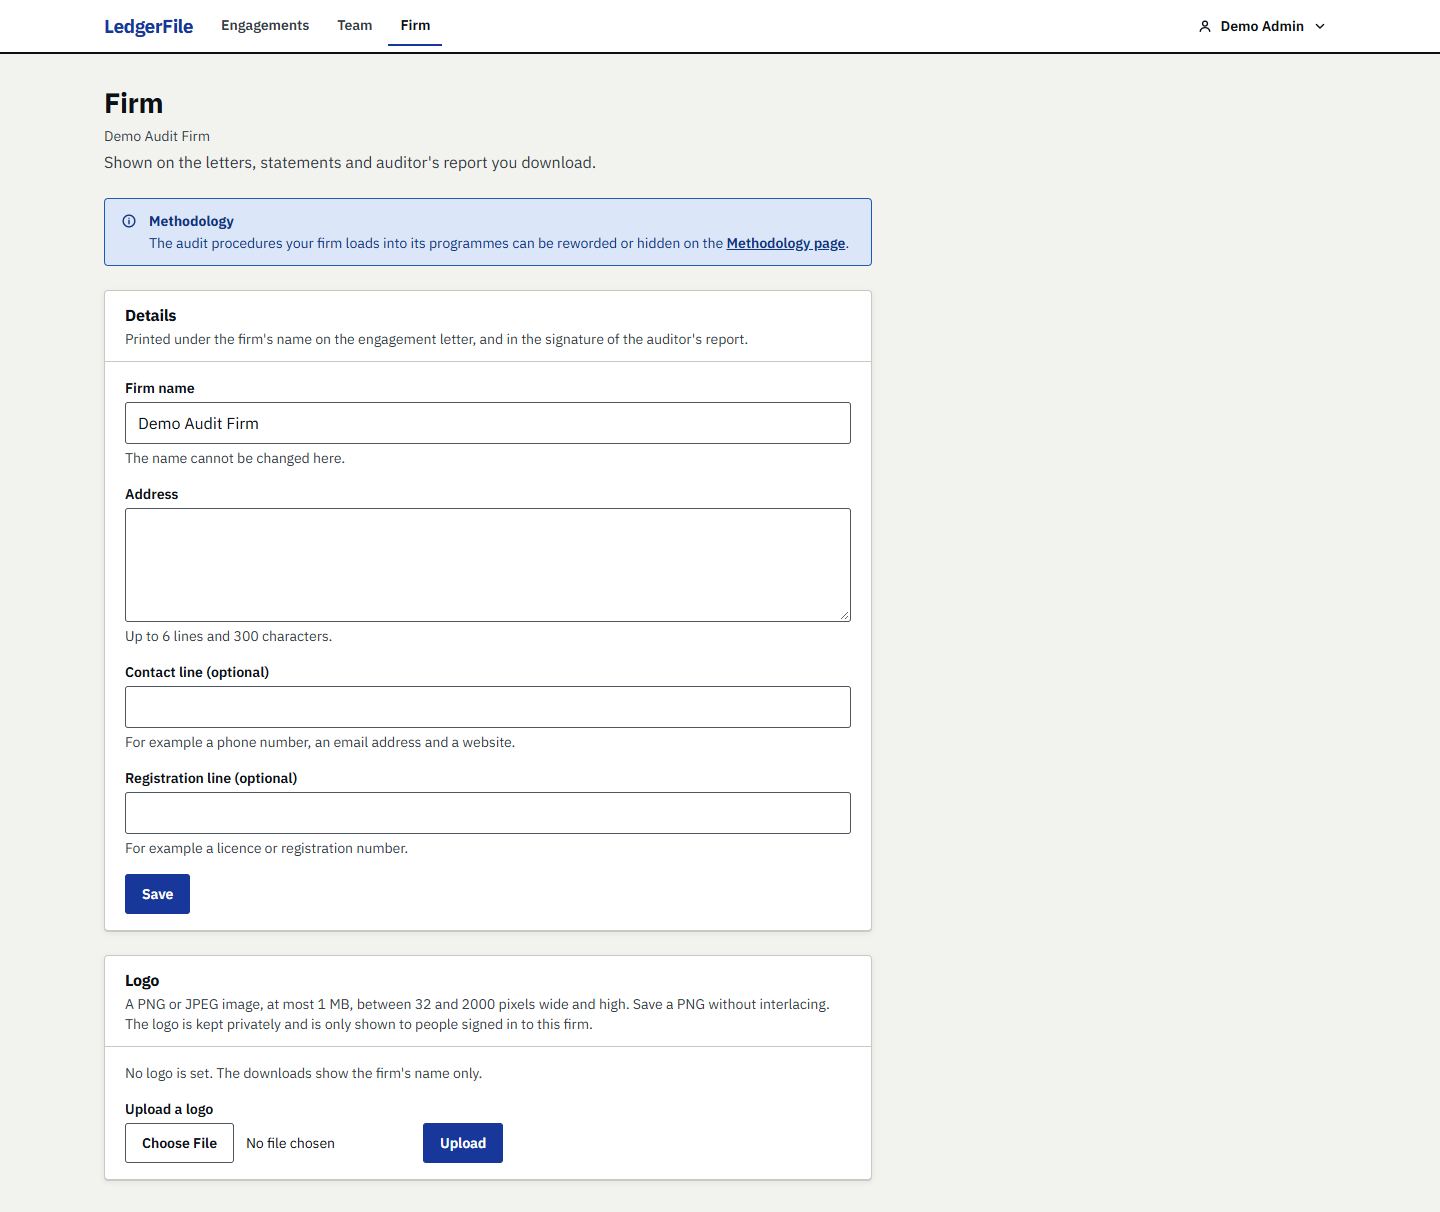 LedgerFile
Engagements
Team
Firm
Demo Admin
Firm
Demo Audit Firm
Shown on the letters, statements and auditor's report you download.
Methodology
The audit procedures your firm loads into its programmes can be reworded or hidden on the Methodology page.
Details
Printed under the firm's name on the engagement letter, and in the signature of the auditor's report.
Firm name
Demo Audit Firm
The name cannot be changed here.
Address
Up to 6 lines and 300 characters.
Contact line (optional)
For example a phone number, an email address and a website.
Registration line (optional)
For example a licence or registration number.
Save
Logo
A PNG or JPEG image, at most 1 MB, between 32 and 2000 pixels wide and high. Save a PNG without interlacing.
The logo is kept privately and is only shown to people signed in to this firm.
No logo is set. The downloads show the firm's name only.
Upload a logo
Choose File
No file chosen
Upload